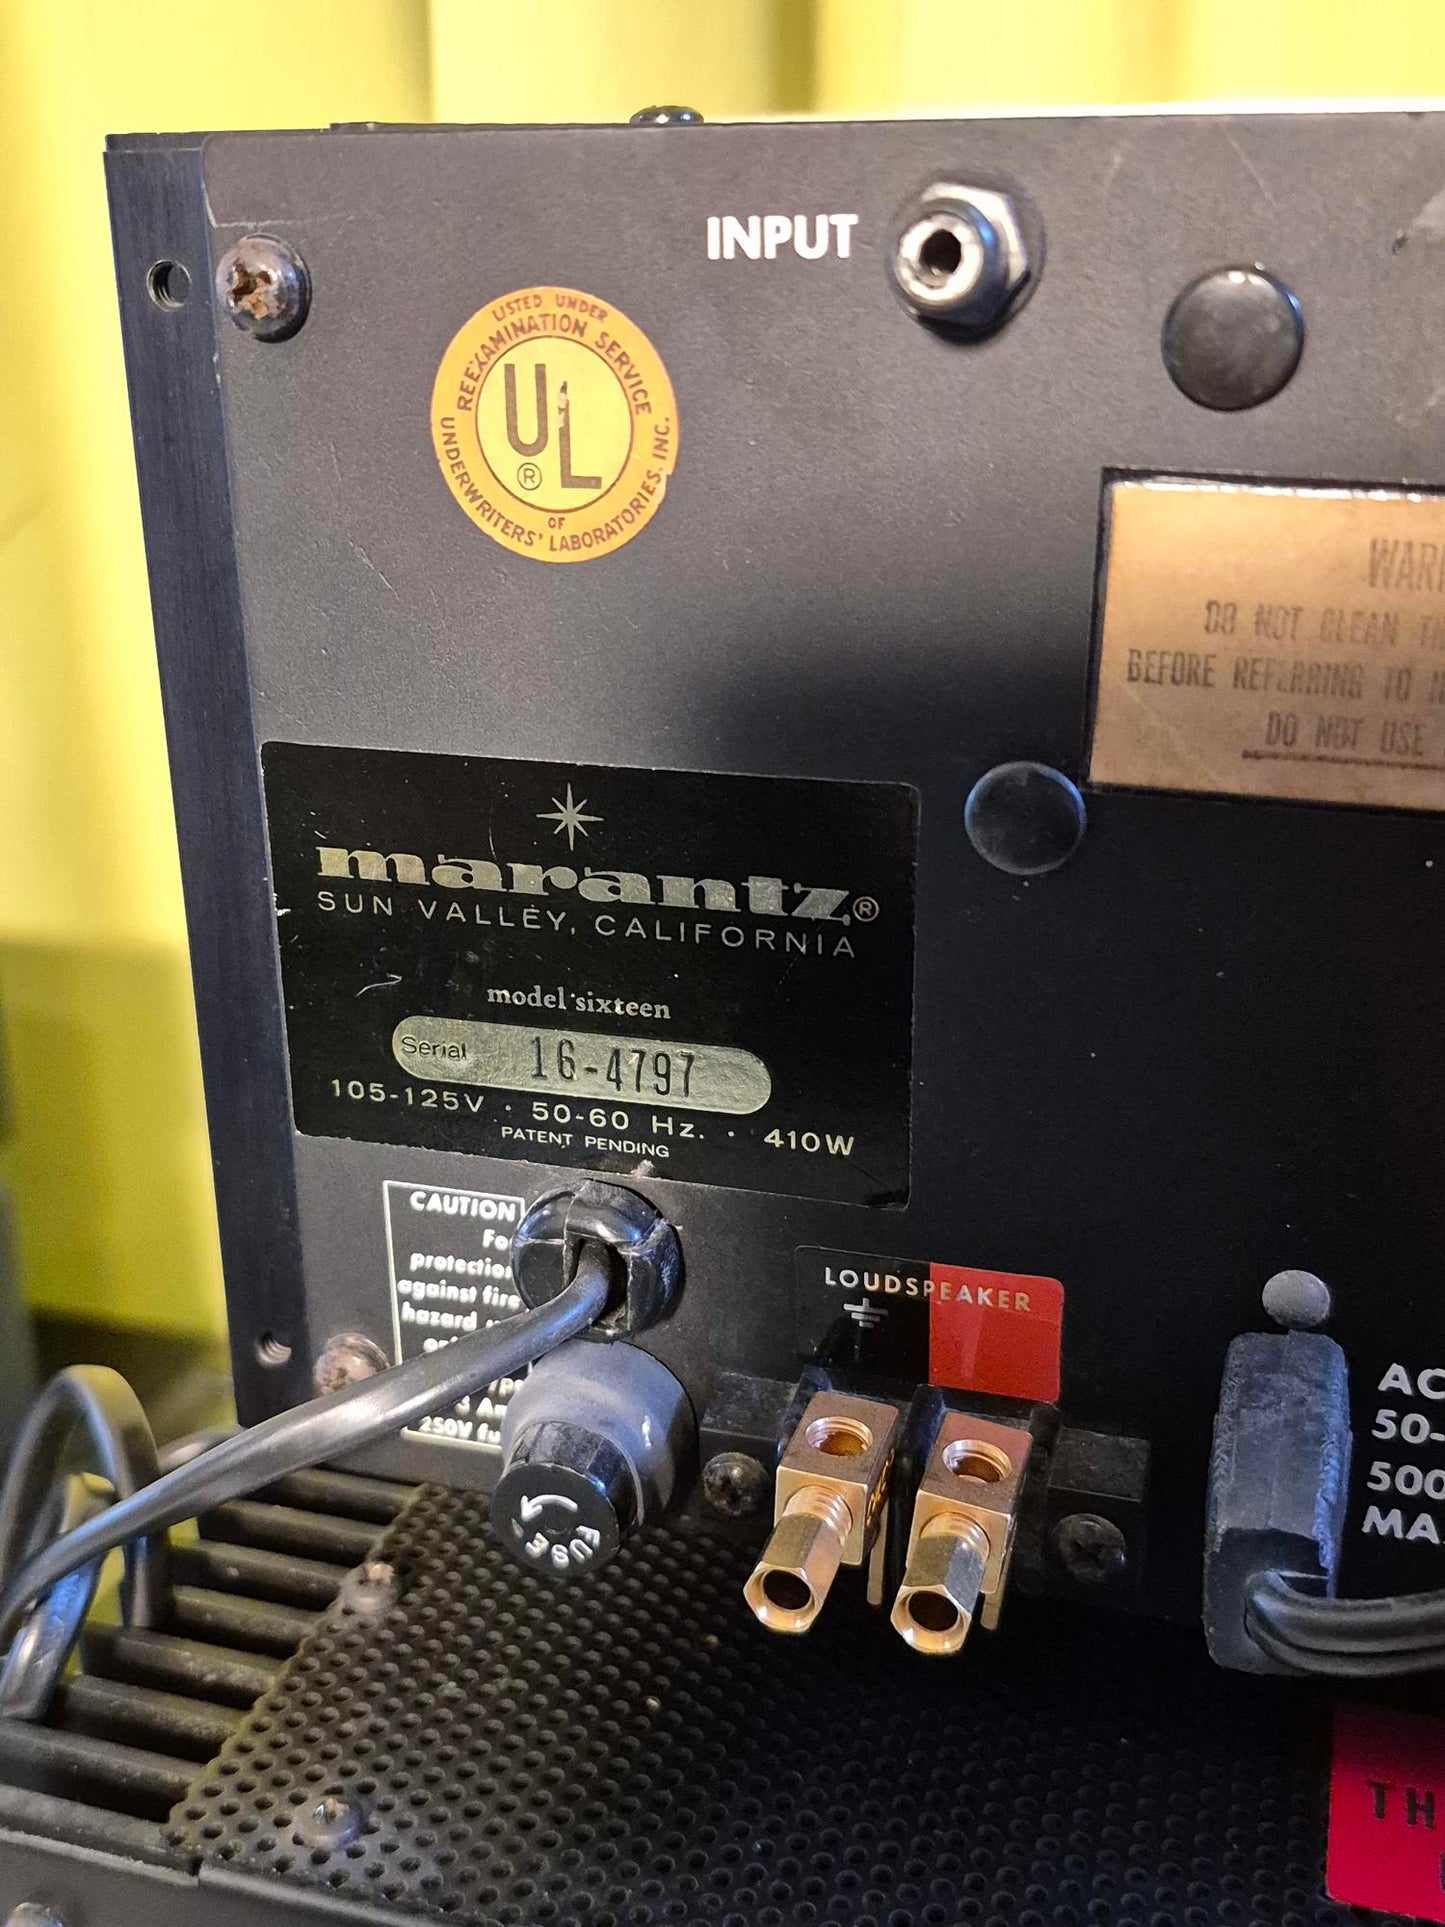 INPUT
LISTED UNDER
REEXAMINATION SERVICE
UL
®
OF
UNDERWRITERS' LABORATORIES, INC.
DO NOT CLEAN
BEFORE REFERRING TO
DO NOT USE
marantz®
SUN VALLEY, CALIFORNIA
model sixteen
Serial 16-4797
105-125V · 50-60 Hz. · 410W
PATENT PENDING
CAUTION
protection
against fire
hazard
250V
FUSE
LOUDSPEAKER
AC
50-
500